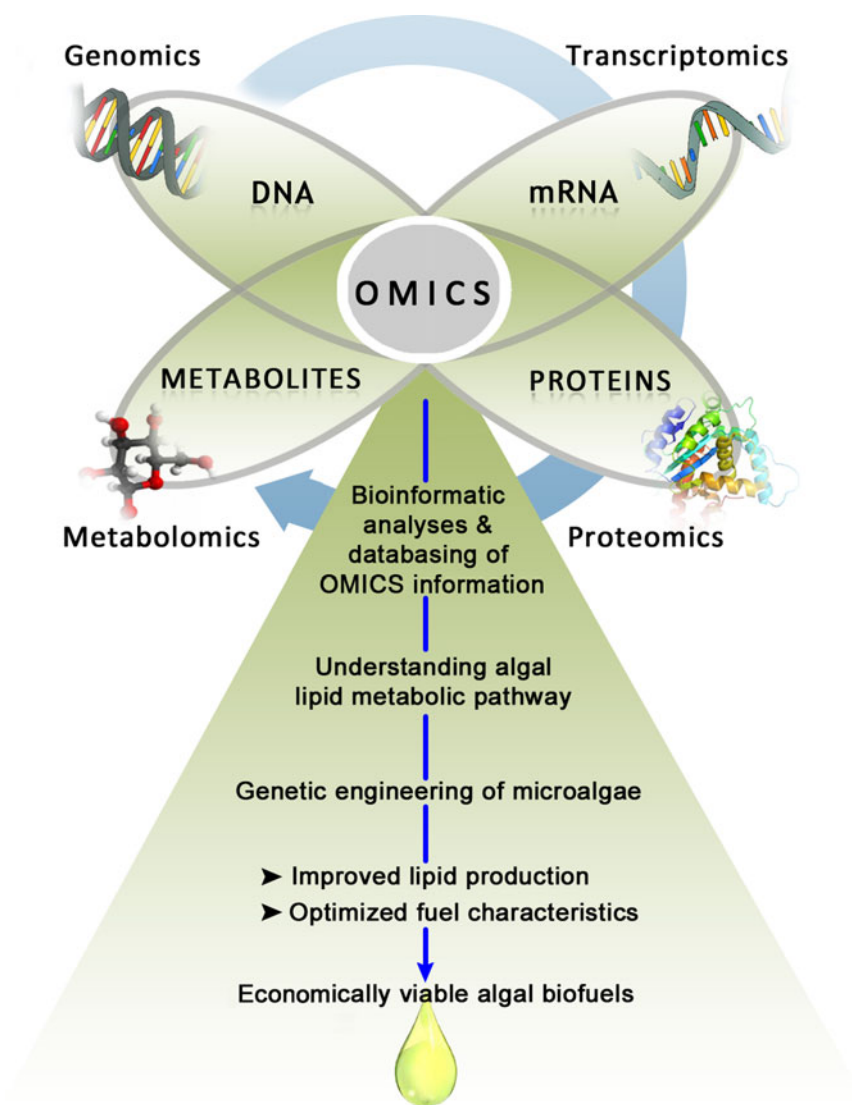 Genomics
Transcriptomics
DNA
mRNA
OMICS
METABOLITES
PROTEINS
Metabolomics
Proteomics
Bioinformatic
analyses &
databasing of
OMICS information
Understanding algal
lipid metabolic pathway
Genetic engineering of microalgae
➤ Improved lipid production
➤ Optimized fuel characteristics
Economically viable algal biofuels